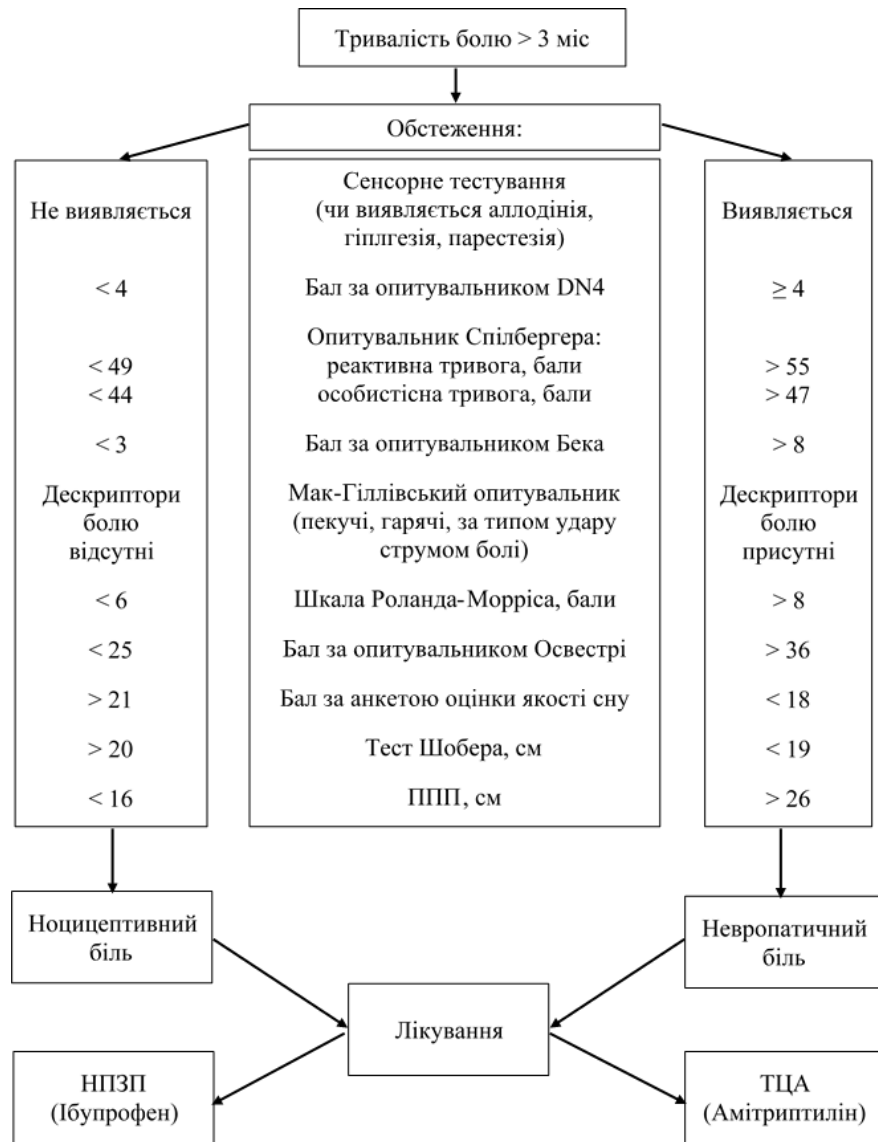 Тривалість болю > 3 міс
Обстеження:
Не виявляється
< 4
< 49
< 44
< 3
Дескриптори
болю
відсутні
< 6
< 25
> 21
> 20
< 16
Сенсорне тестування
(чи виявляється аллодінія,
гіплгезія, парестезія)
Бал за опитувальником DN4
Опитувальник Спілбергера:
реактивна тривога, бали
особистісна тривога, бали
Бал за опитувальником Бека
Мак-Гіллівський опитувальник
(пекучі, гарячі, за типом удару
струмом болі)
Шкала Роланда-Морріса, бали
Бал за опитувальником Освестрі
Бал за анкетою оцінки якості сну
Тест Шобера, см
ППП, см
Виявляється
≥ 4
> 55
> 47
> 8
Дескриптори
болю
присутні
> 8
> 36
< 18
< 19
> 26
Ноцицептивний
біль
Невропатичний
біль
Лікування
НПЗП
(Ібупрофен)
ТЦА
(Амітриптилін)